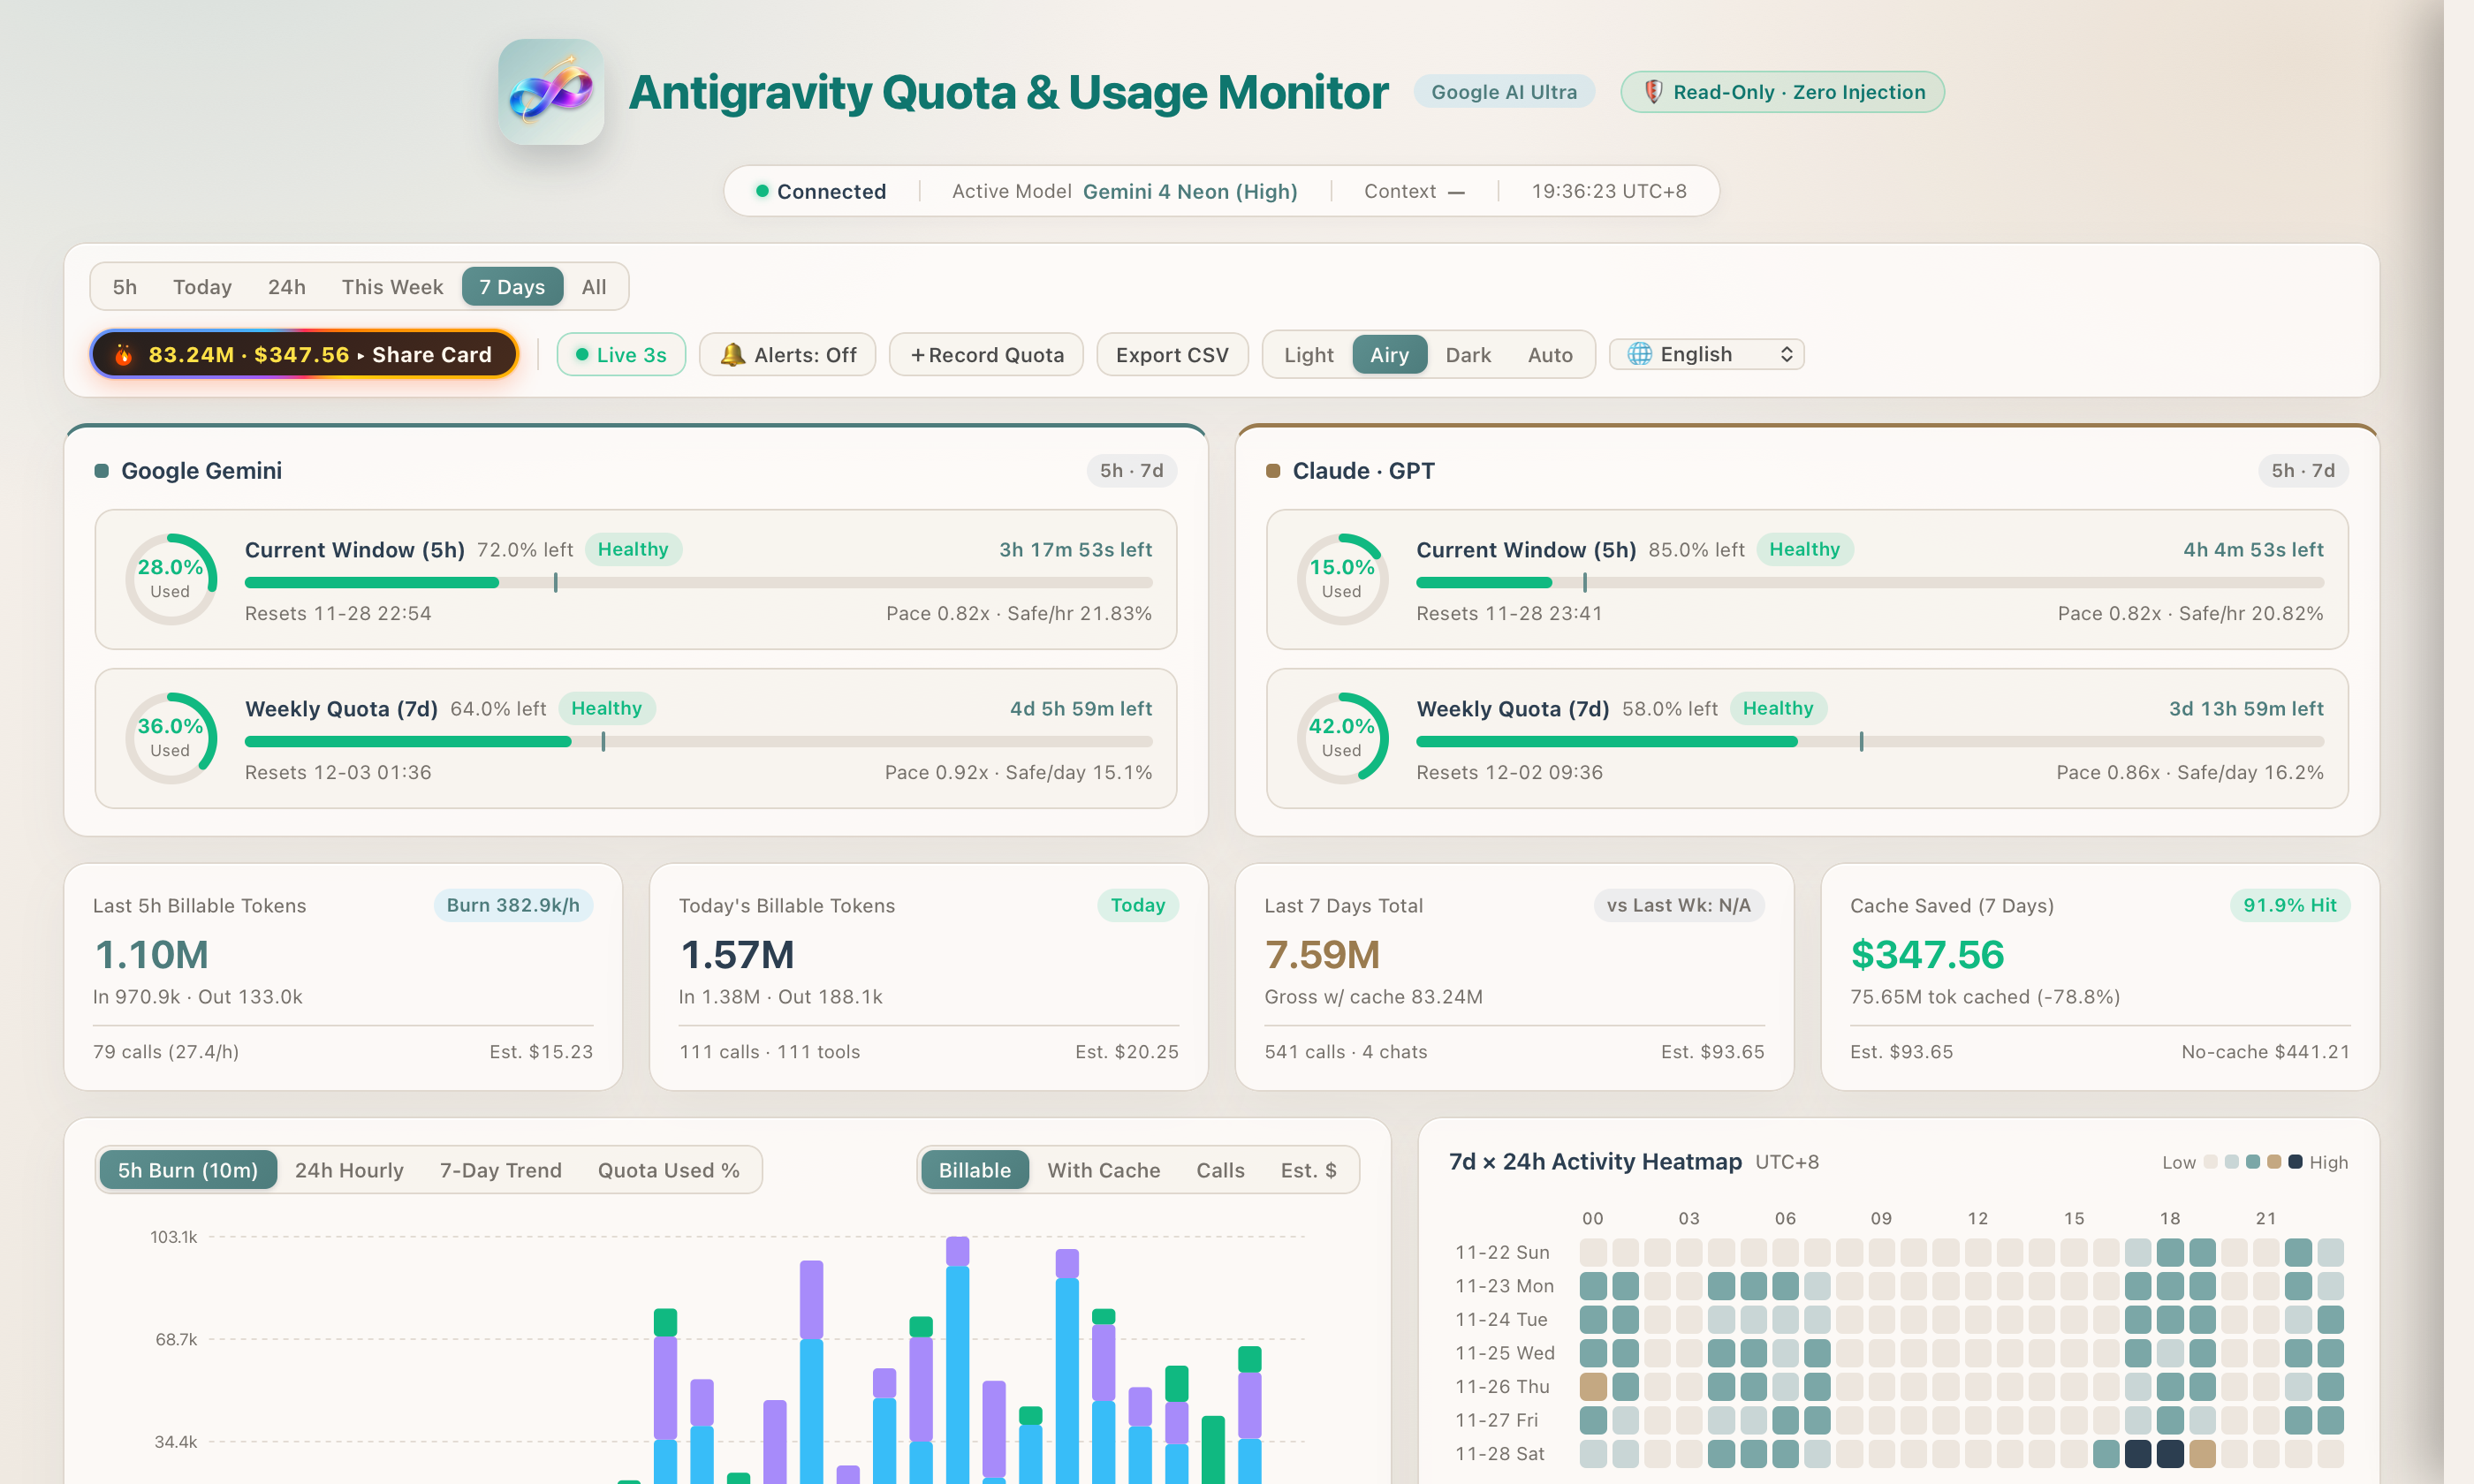 Antigravity Quota & Usage Monitor Google AI Ultra Read-Only · Zero Injection
Connected Active Model Gemini 4 Neon (High) Context — 19:36:23 UTC+8
5h Today 24h This Week 7 Days All
83.24M · $347.56 ▸ Share Card Live 3s Alerts: Off +Record Quota Export CSV Light Airy Dark Auto English
Google Gemini 5h · 7d
28.0% Used
Current Window (5h) 72.0% left Healthy 3h 17m 53s left
Resets 11-28 22:54 Pace 0.82x · Safe/hr 21.83%
36.0% Used
Weekly Quota (7d) 64.0% left Healthy 4d 5h 59m left
Resets 12-03 01:36 Pace 0.92x · Safe/day 15.1%
Claude · GPT 5h · 7d
15.0% Used
Current Window (5h) 85.0% left Healthy 4h 4m 53s left
Resets 11-28 23:41 Pace 0.82x · Safe/hr 20.82%
42.0% Used
Weekly Quota (7d) 58.0% left Healthy 3d 13h 59m left
Resets 12-02 09:36 Pace 0.86x · Safe/day 16.2%
Last 5h Billable Tokens Burn 382.9k/h
1.10M
In 970.9k · Out 133.0k
79 calls (27.4/h) Est. $15.23
Today's Billable Tokens Today
1.57M
In 1.38M · Out 188.1k
111 calls · 111 tools Est. $20.25
Last 7 Days Total vs Last Wk: N/A
7.59M
Gross w/ cache 83.24M
541 calls · 4 chats Est. $93.65
Cache Saved (7 Days) 91.9% Hit
$347.56
75.65M tok cached (-78.8%)
Est. $93.65 No-cache $441.21
5h Burn (10m) 24h Hourly 7-Day Trend Quota Used % Billable With Cache Calls Est. $
103.1k
68.7k
34.4k
7d × 24h Activity Heatmap UTC+8 Low High
00 03 06 09 12 15 18 21
11-22 Sun
11-23 Mon
11-24 Tue
11-25 Wed
11-26 Thu
11-27 Fri
11-28 Sat